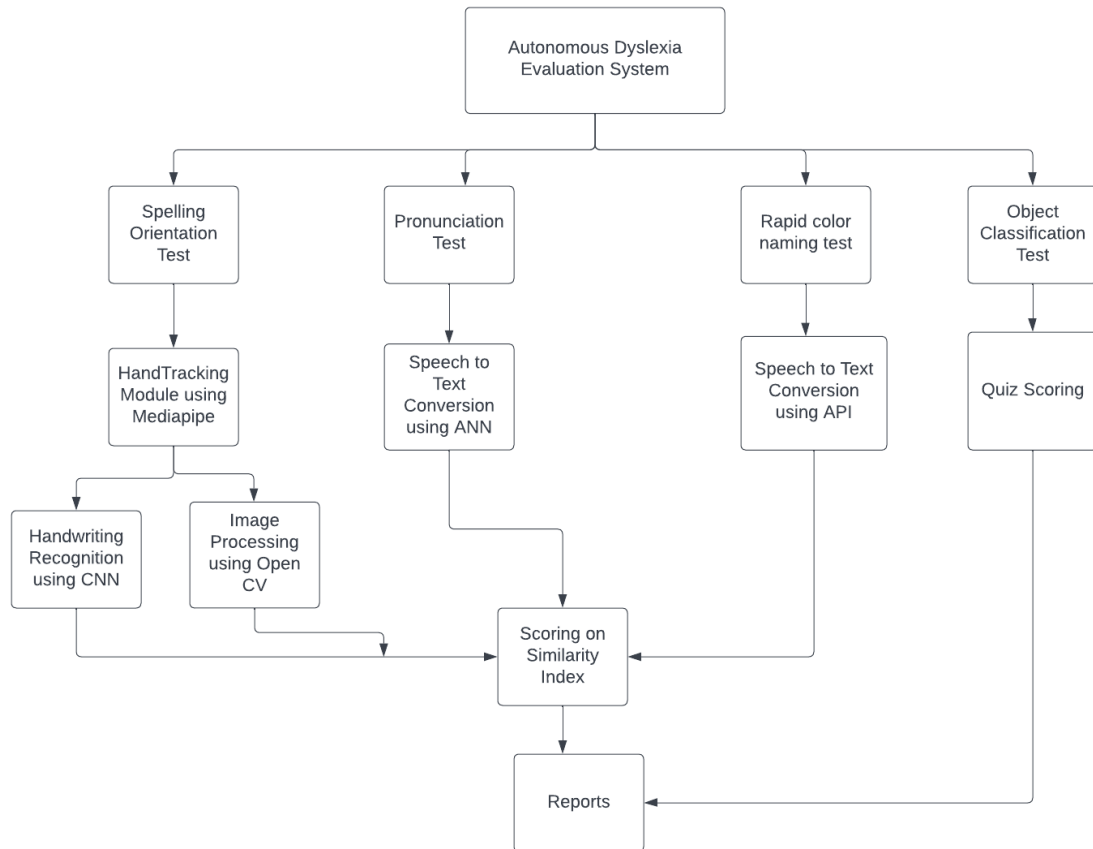 Autonomous Dyslexia
Evaluation System
Spelling
Orientation
Test
Pronunciation
Test
Rapid color
naming test
Object
Classification
Test
HandTracking
Module using
Mediapipe
Speech to
Text
Conversion
using ANN
Speech to Text
Conversion
using API
Quiz Scoring
Handwriting
Recognition
using CNN
Image
Processing
using Open
CV
Scoring on
Similarity
Index
Reports